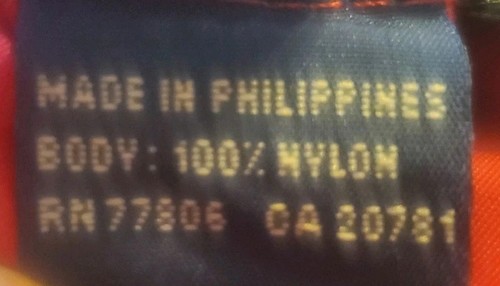 MADE IN PHILIPPINES
BODY: 100% NYLON
RN 77806 CA 20781